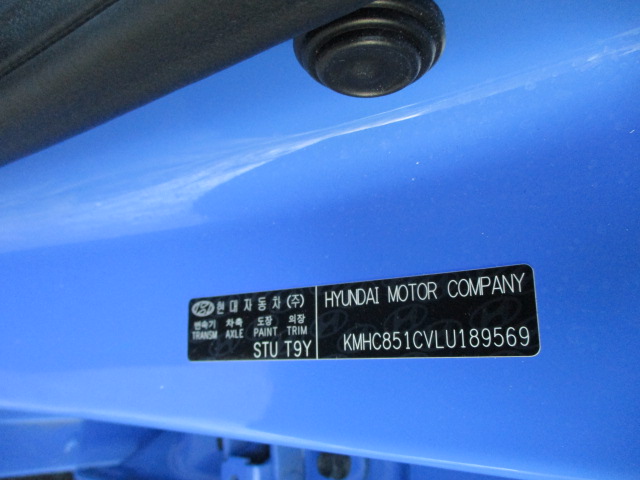 현대자동차 (주)
변속기 차축 도장 의장
TRANSM AXLE PAINT TRIM
STU T9Y
HYUNDAI MOTOR COMPANY
KMHC851CVLU189569